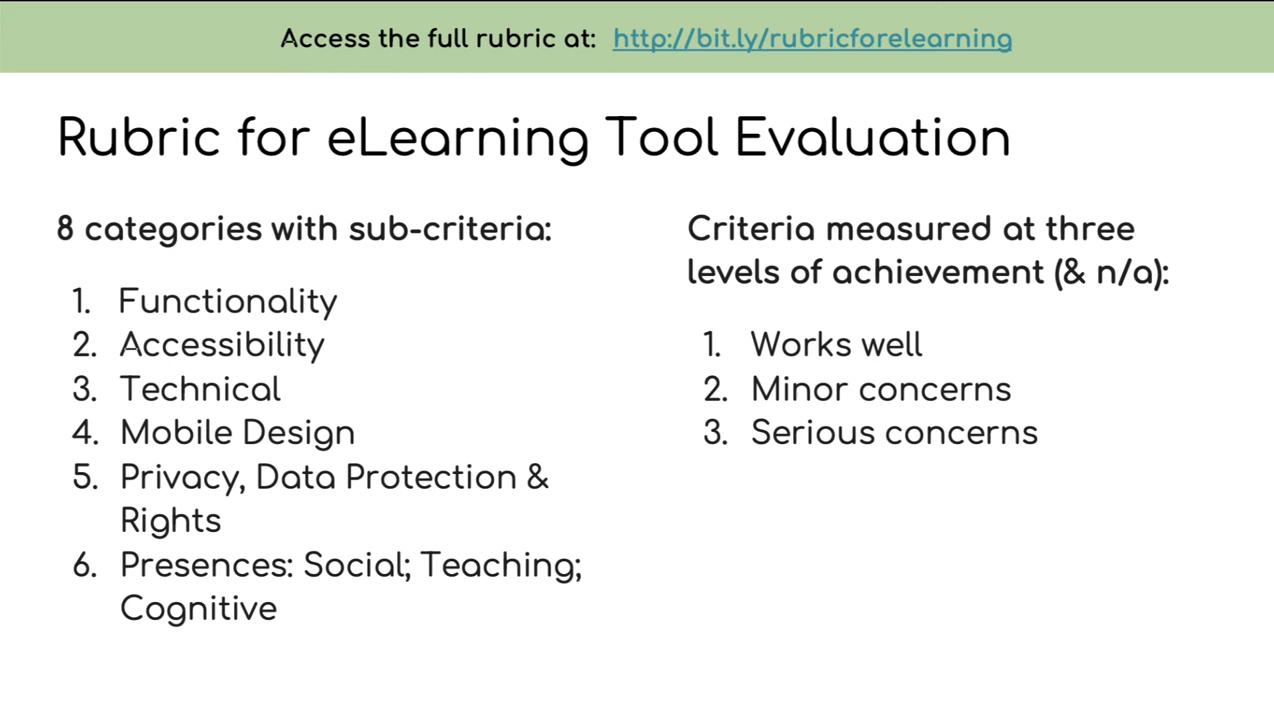 Access the full rubric at: http://bit.ly/rubricforelearning
Rubric for eLearning Tool Evaluation
8 categories with sub-criteria:
1. Functionality
2. Accessibility
3. Technical
4. Mobile Design
5. Privacy, Data Protection &
Rights
6. Presences: Social; Teaching;
Cognitive
Criteria measured at three
levels of achievement (& n/a):
1. Works well
2. Minor concerns
3. Serious concerns